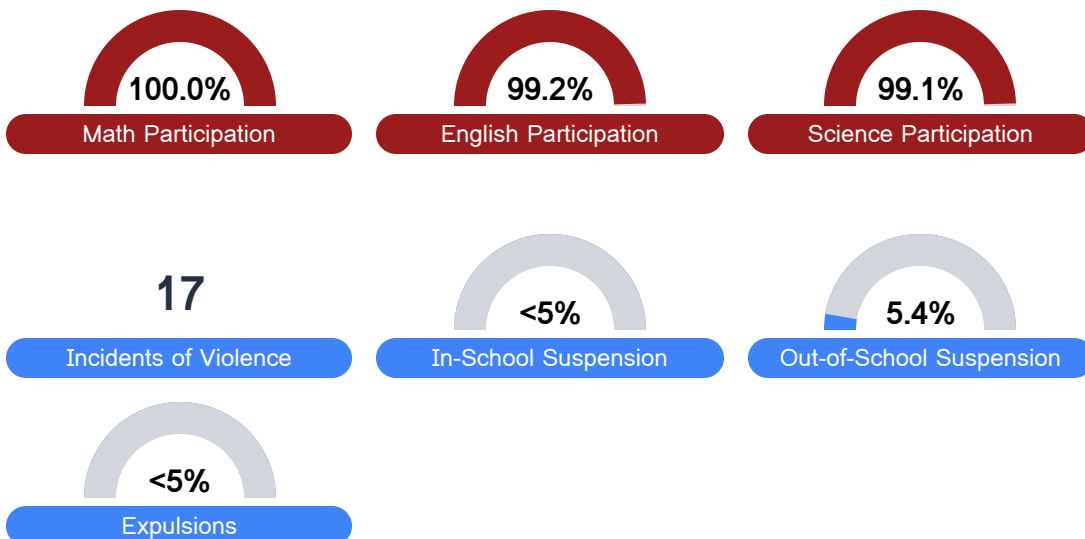 100.0%
Math Participation
99.2%
English Participation
99.1%
Science Participation
17
Incidents of Violence
<5%
In-School Suspension
5.4%
Out-of-School Suspension
<5%
Expulsions